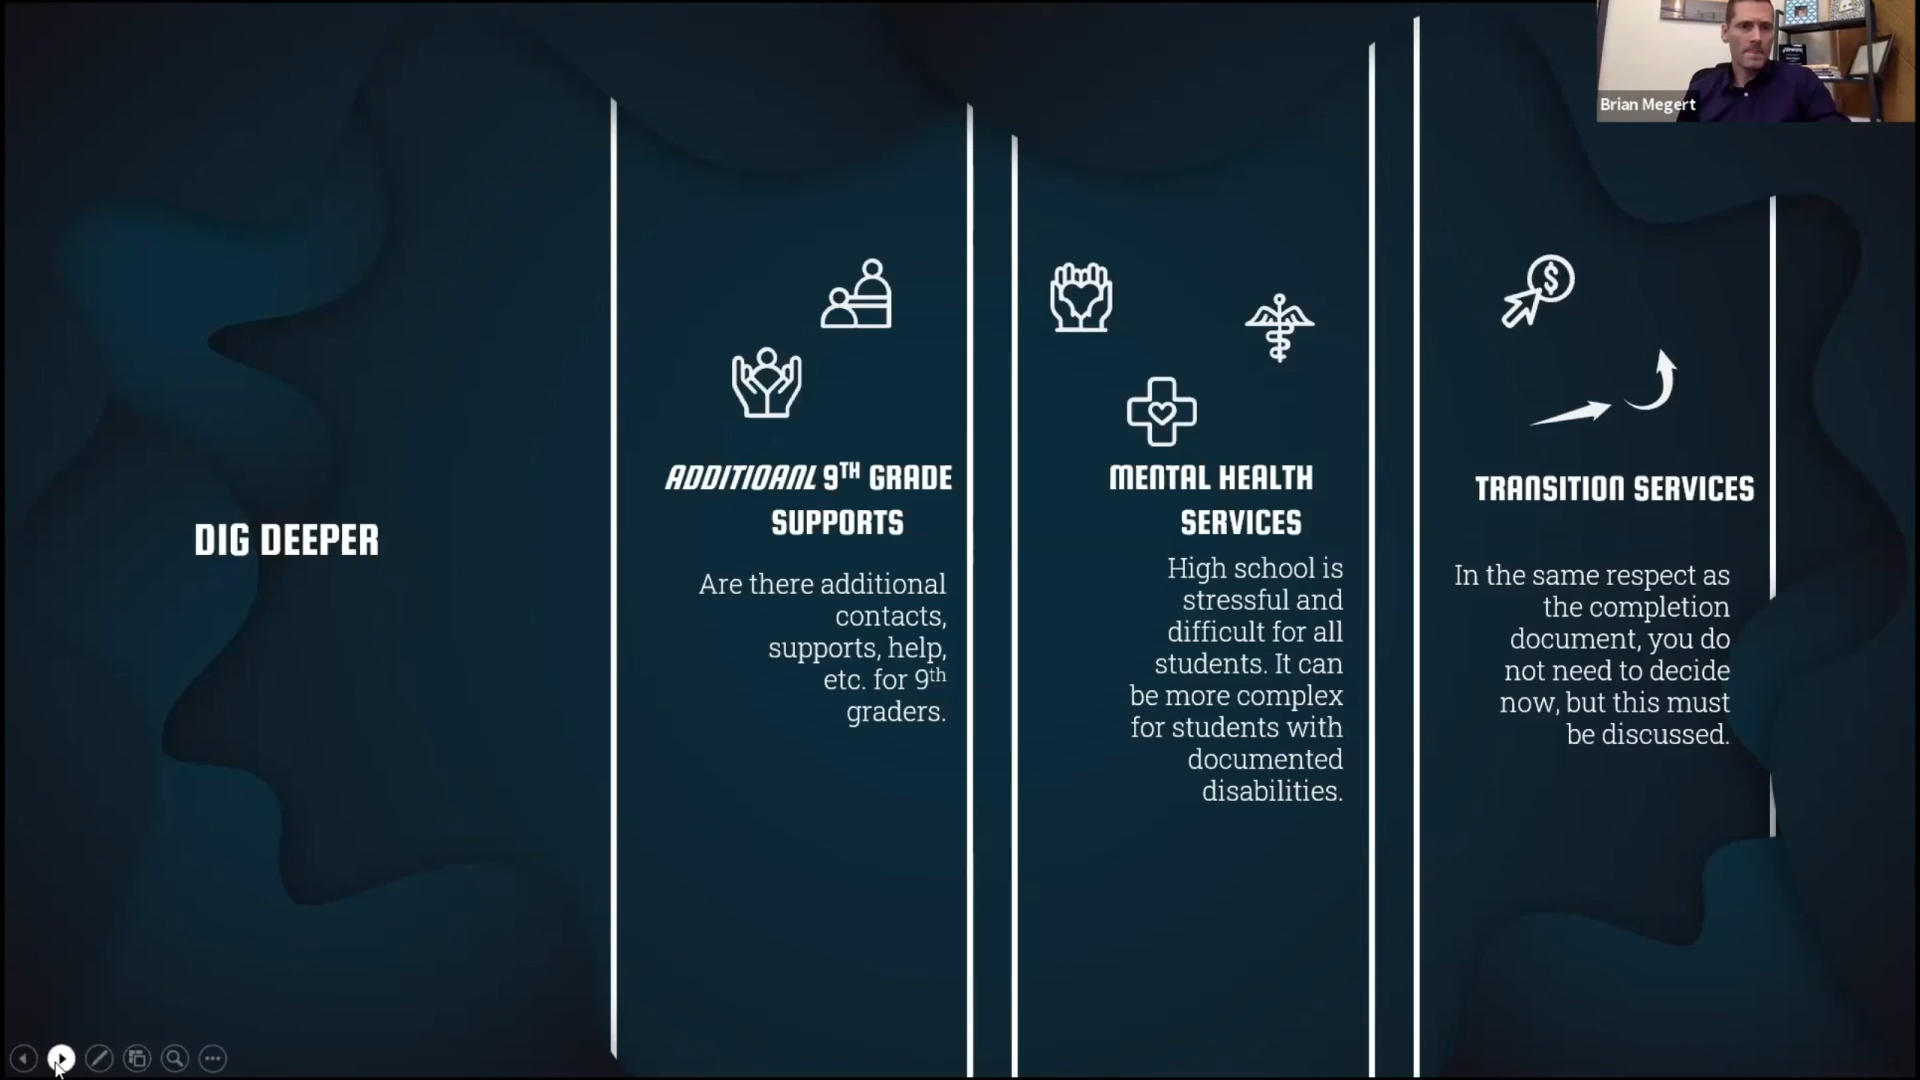 Brian Megert
DIG DEEPER
ADDITIOANL 9TH GRADE
SUPPORTS
Are there additional
contacts,
supports, help,
etc. for 9th
graders.
MENTAL HEALTH
SERVICES
High school is
stressful and
difficult for all
students. It can
be more complex
for students with
documented
disabilities.
TRANSITION SERVICES
In the same respect as
the completion
document, you do
not need to decide
now, but this must
be discussed.